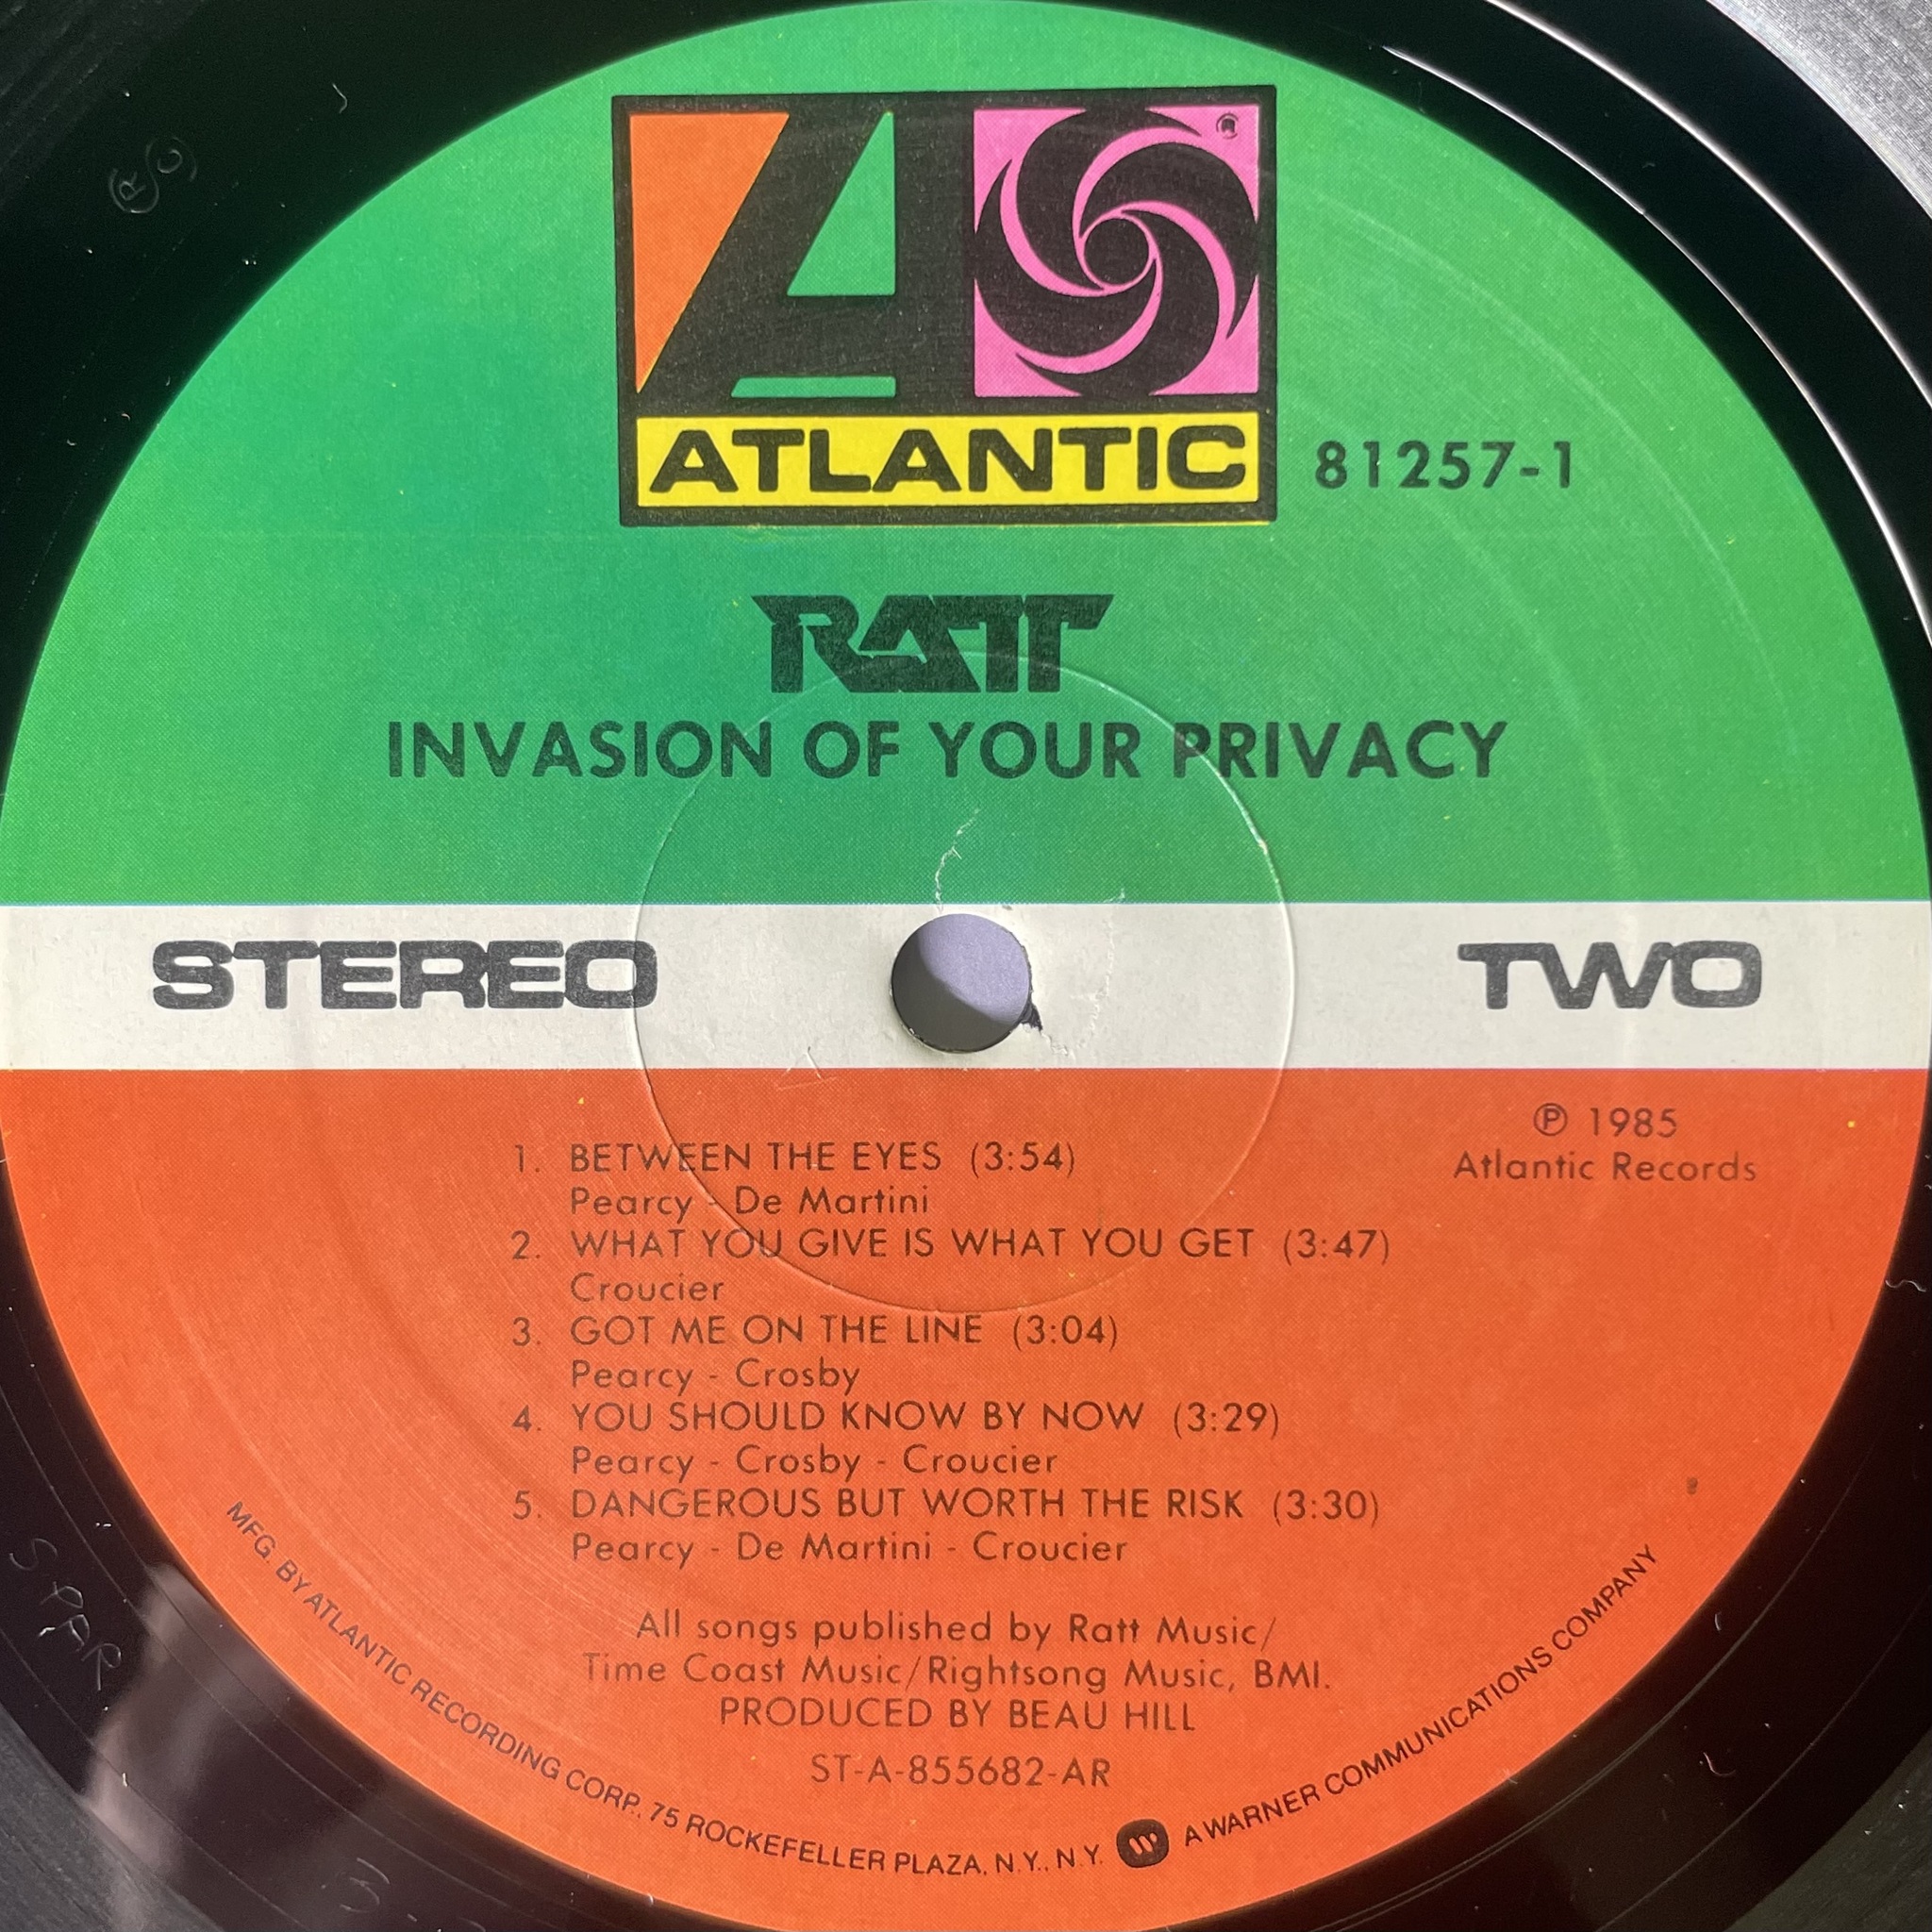 ATLANTIC
®
81257-1
RATT
INVASION OF YOUR PRIVACY
STEREO
TWO
℗ 1985
Atlantic Records
1. BETWEEN THE EYES (3:54)
Pearcy - De Martini
2. WHAT YOU GIVE IS WHAT YOU GET (3:47)
Croucier
3. GOT ME ON THE LINE (3:04)
Pearcy - Crosby
4. YOU SHOULD KNOW BY NOW (3:29)
Pearcy - Crosby - Croucier
5. DANGEROUS BUT WORTH THE RISK (3:30)
Pearcy - De Martini - Croucier
All songs published by Ratt Music/
Time Coast Music/Rightsong Music, BMI.
PRODUCED BY BEAU HILL
ST-A-855682-AR
MFG. BY ATLANTIC RECORDING CORP., 75 ROCKEFELLER PLAZA, N.Y., N.Y. A WARNER COMMUNICATIONS COMPANY
SPAR